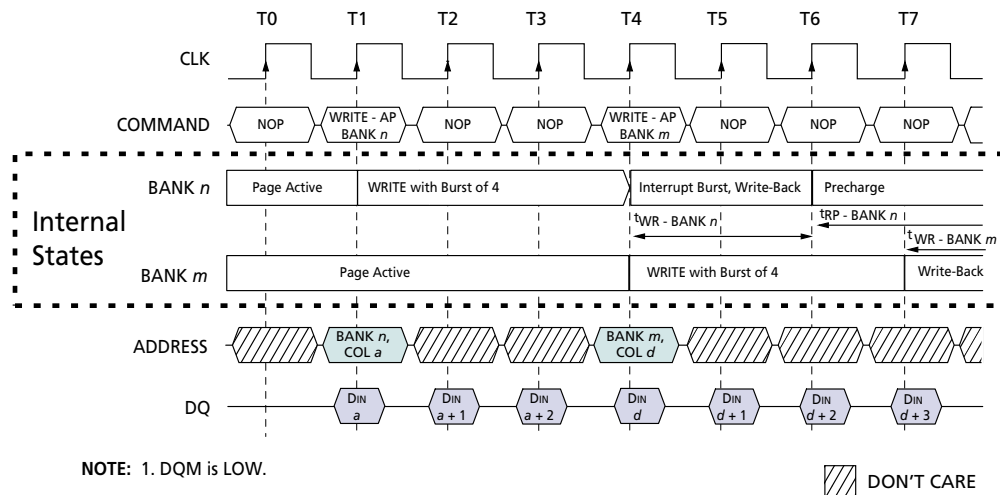 T0 T1 T2 T3 T4 T5 T6 T7
CLK
COMMAND NOP WRITE - AP BANK n NOP NOP WRITE - AP BANK m NOP NOP NOP
Internal States
BANK n Page Active WRITE with Burst of 4 Interrupt Burst, Write-Back Precharge
tWR - BANK n tRP - BANK n
t WR - BANK m
BANK m Page Active WRITE with Burst of 4 Write-Back
ADDRESS BANK n, COL a BANK m, COL d
DQ DIN a DIN a + 1 DIN a + 2 DIN d DIN d + 1 DIN d + 2 DIN d + 3
NOTE: 1. DQM is LOW.
DON'T CARE